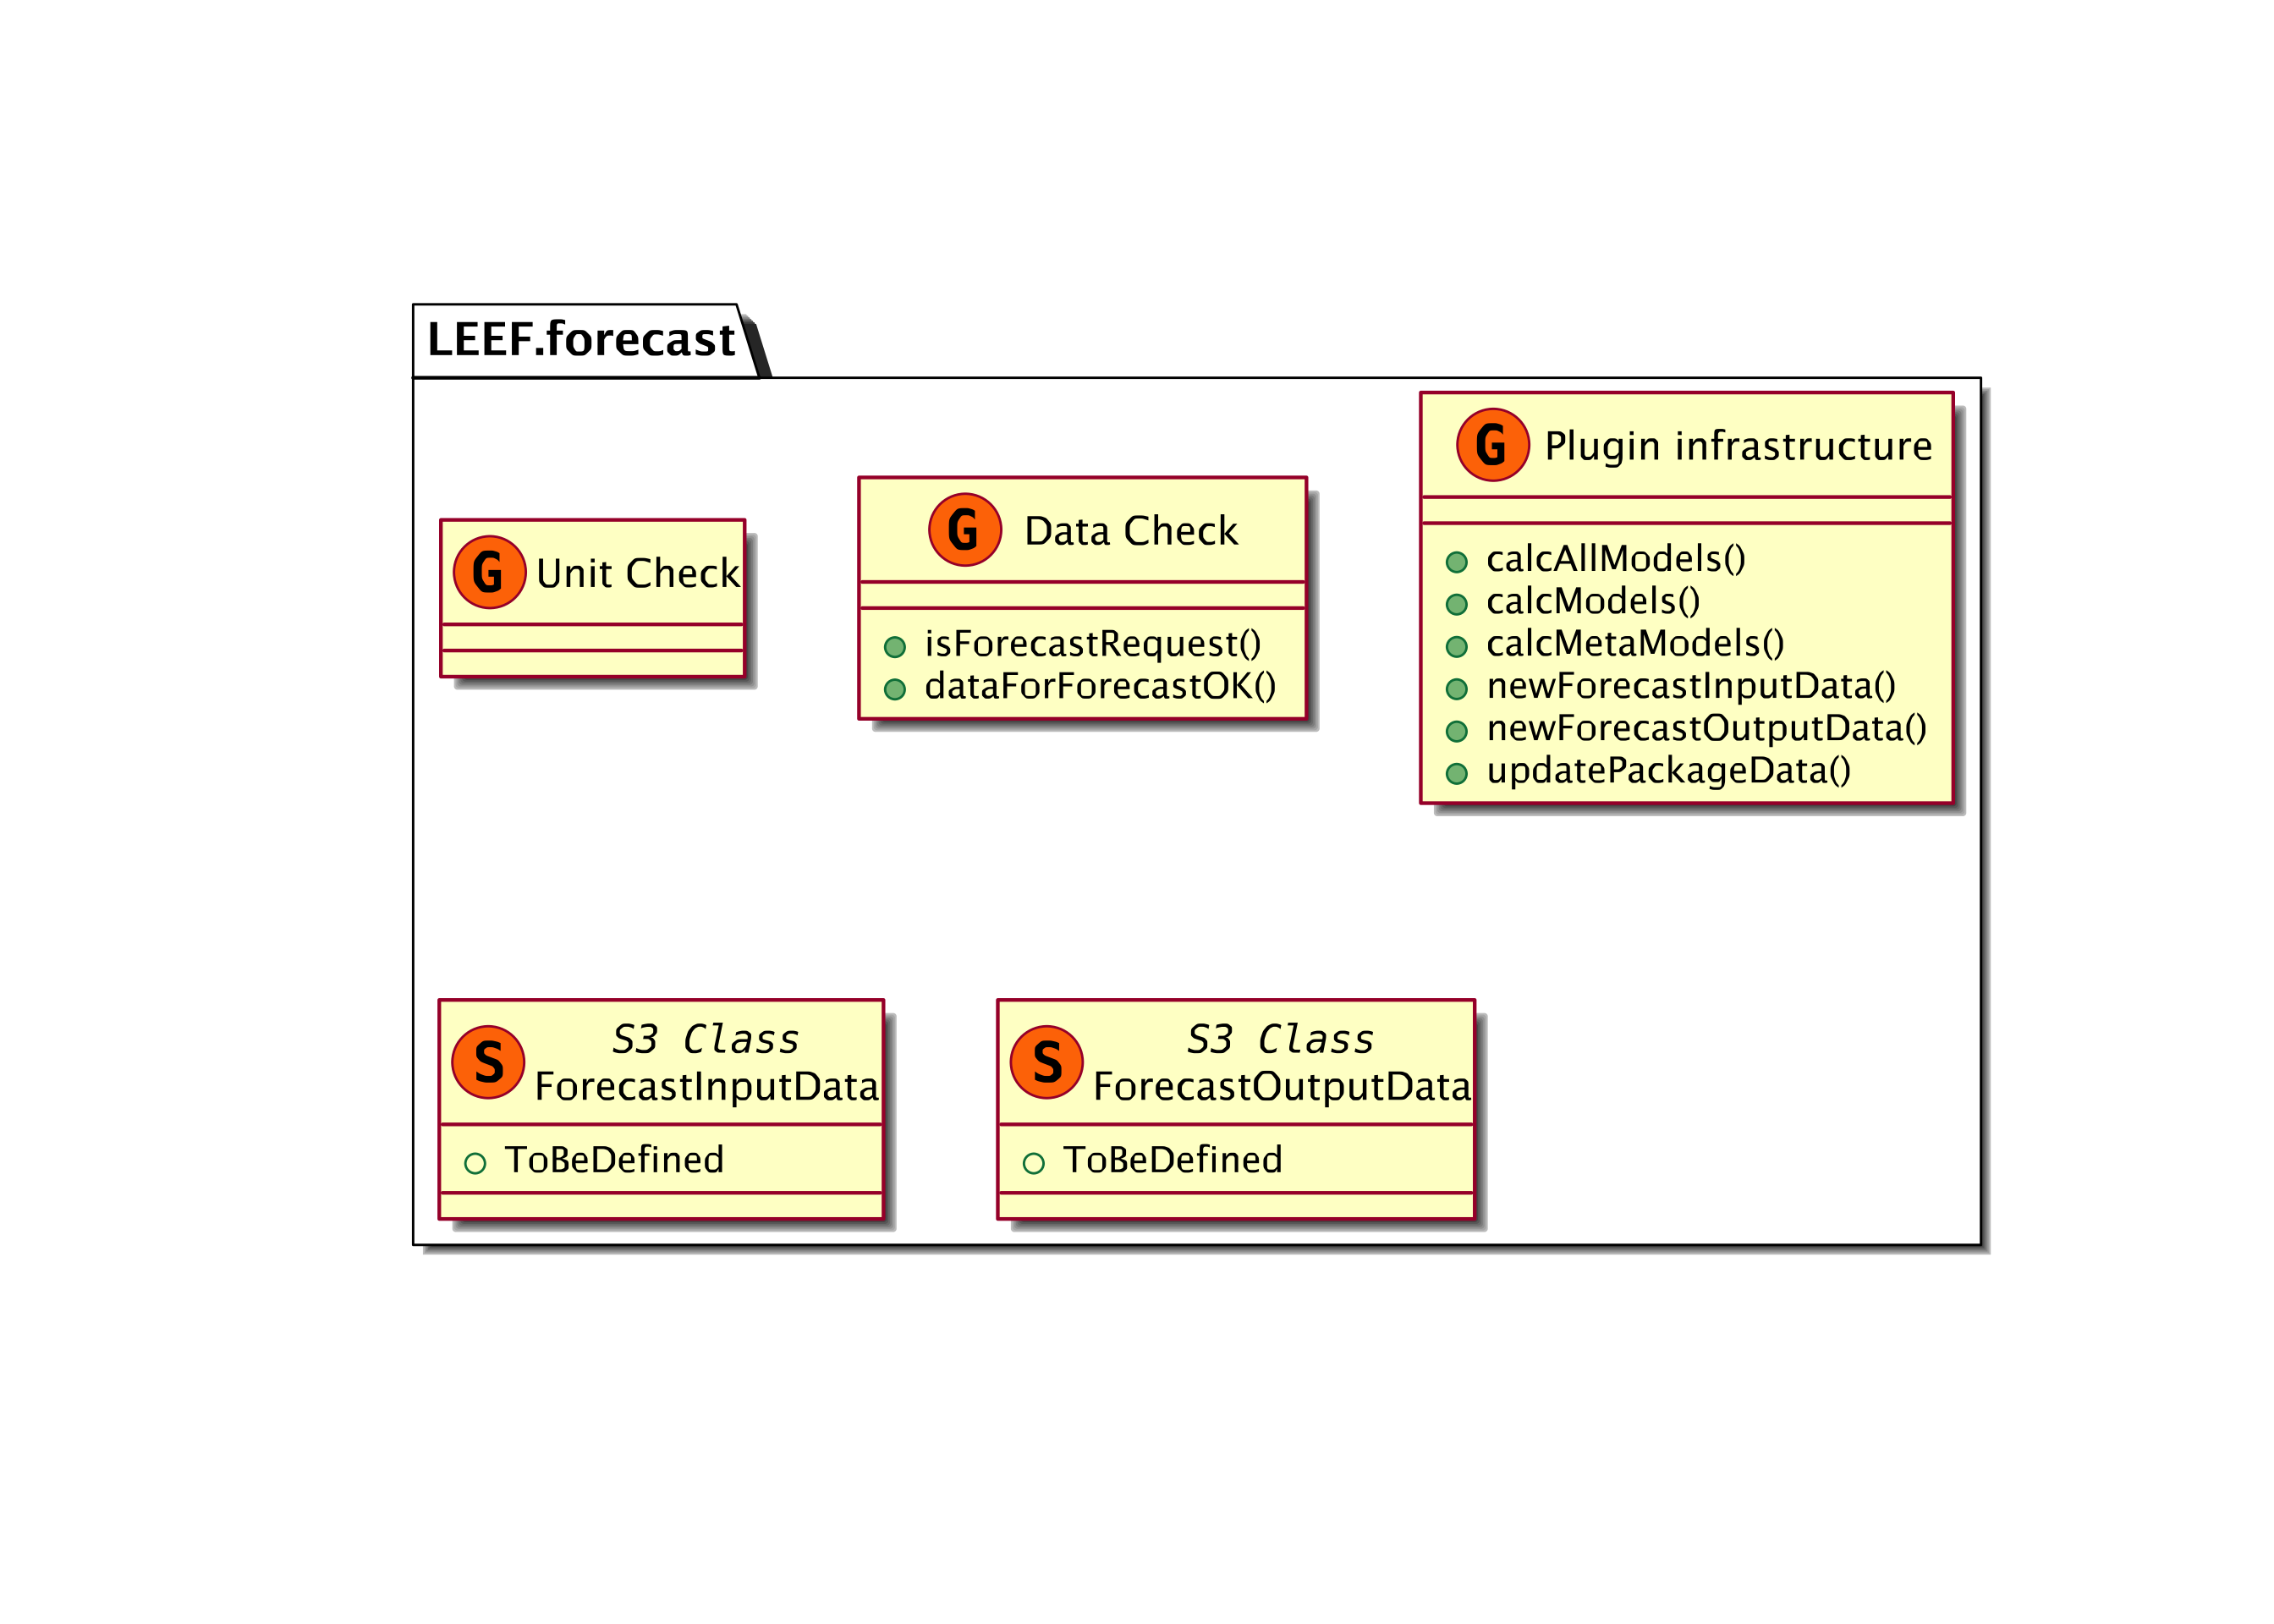 LEEF.forecast
G Unit Check
G Data Check
isForecastRequest()
dataForForecastOK()
G Plugin infrastructure
calcAllModels()
calcModels()
calcMetaModels()
newForecastInputData()
newForecastOutputData()
updatePackageData()
S
S3 Class
ForecastInputData
ToBeDefined
S
S3 Class
ForecastOutputData
ToBeDefined